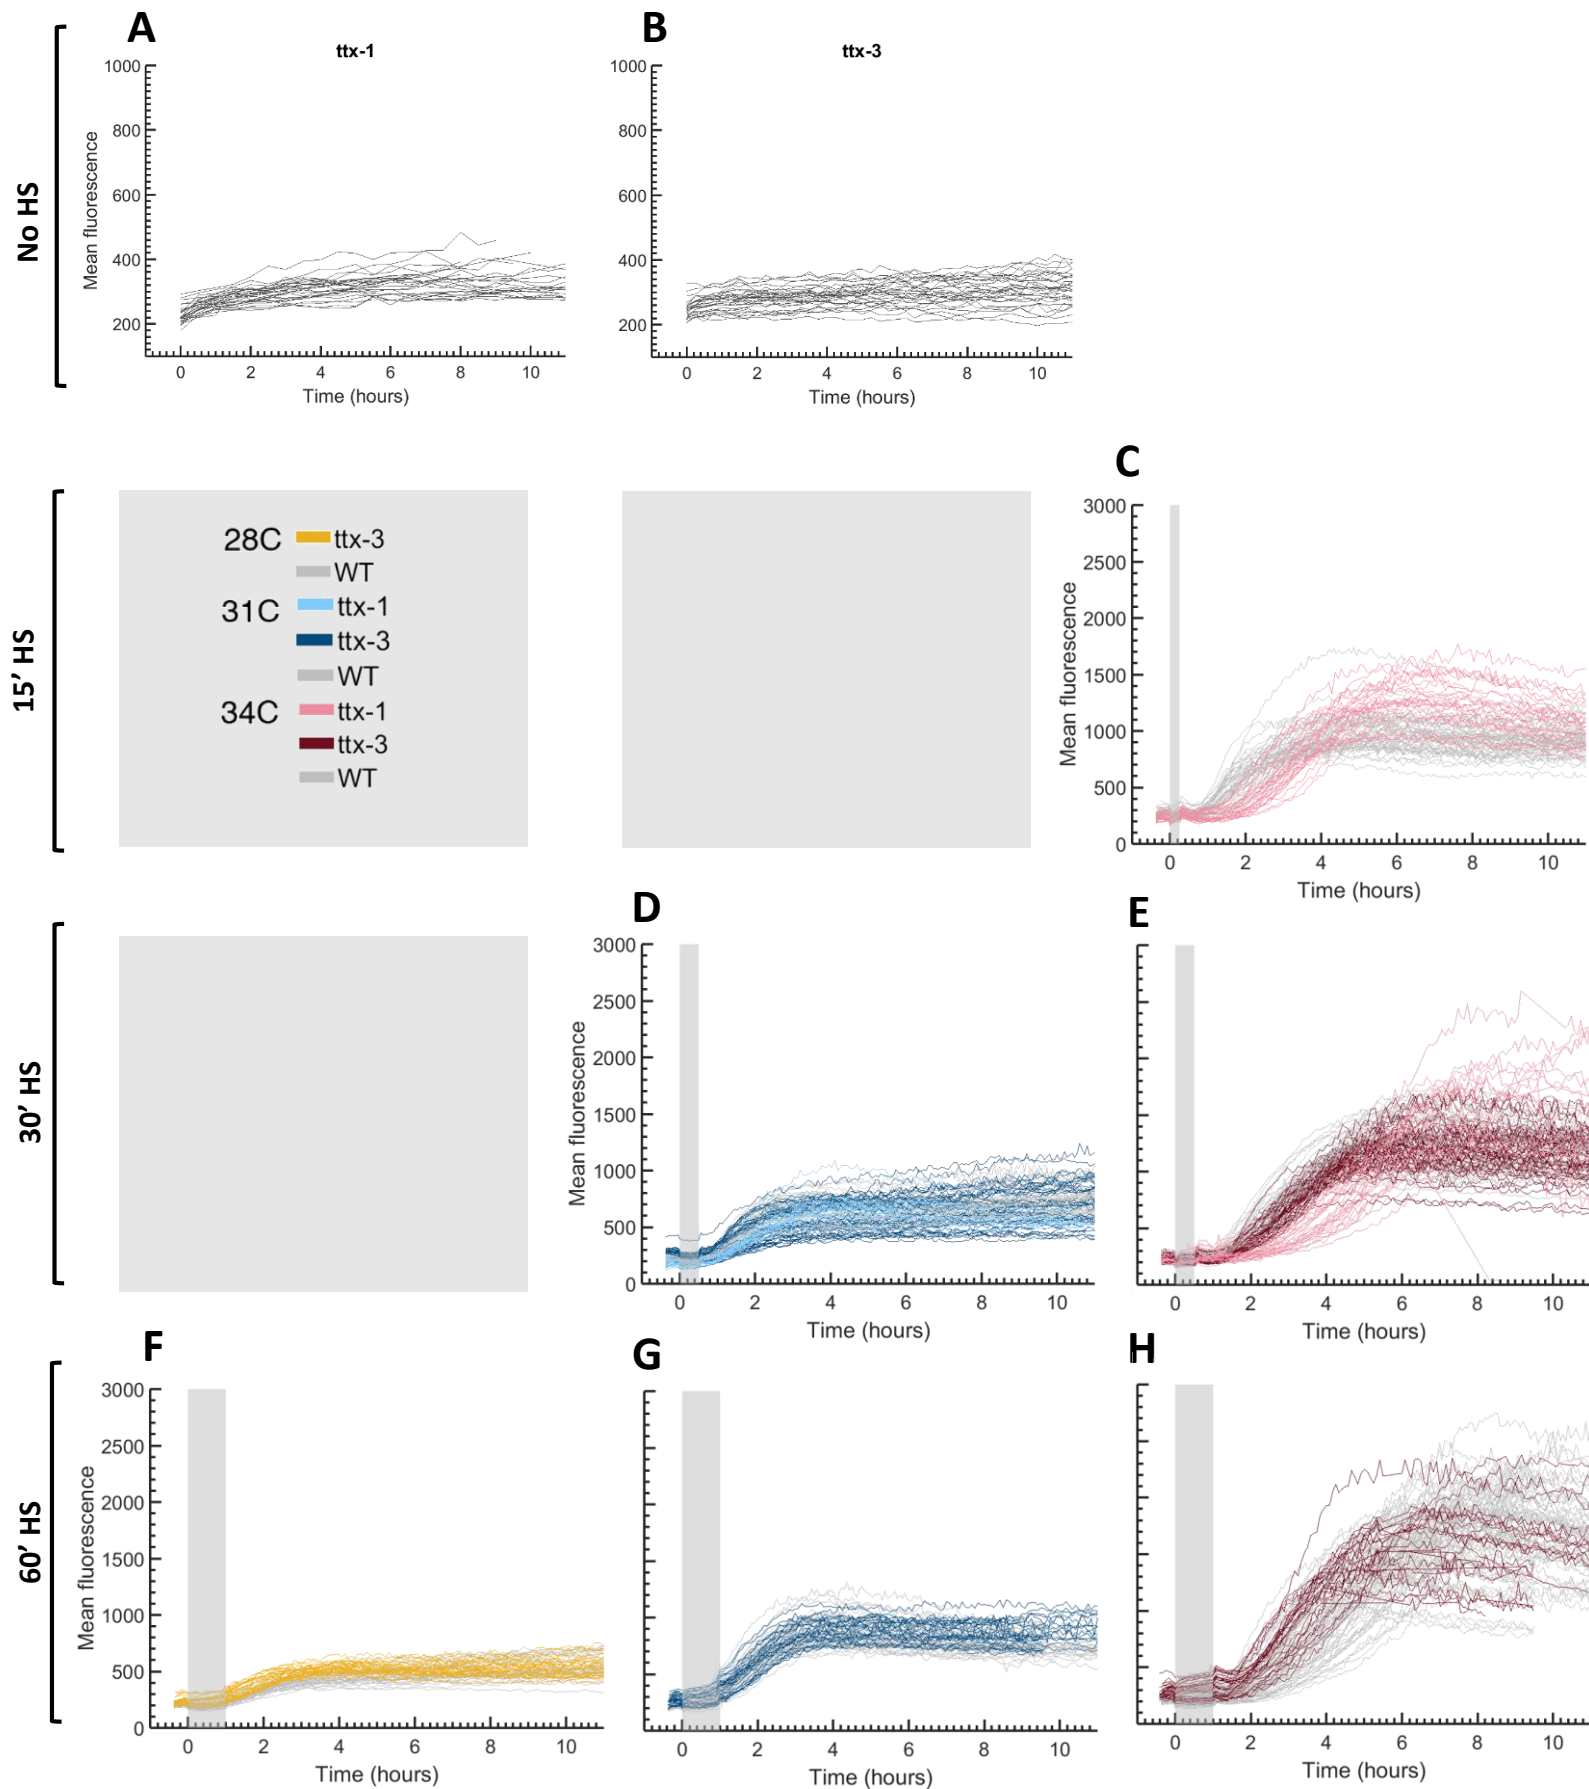 A
B
ttx-1
ttx-3
No HS
Mean fluorescence
1000
800
600
400
200
0 2 4 6 8 10
Time (hours)
1000
800
600
400
200
0 2 4 6 8 10
Time (hours)
C
15’ HS
28C ttx-3
WT
31C ttx-1
ttx-3
WT
34C ttx-1
ttx-3
WT
Mean fluorescence
3000
2500
2000
1500
1000
500
0
0 2 4 6 8 10
Time (hours)
D
E
30’ HS
Mean fluorescence
3000
2500
2000
1500
1000
500
0
0 2 4 6 8 10
Time (hours)
0 2 4 6 8 10
Time (hours)
F
G
H
60’ HS
Mean fluorescence
3000
2500
2000
1500
1000
500
0
0 2 4 6 8 10
Time (hours)
0 2 4 6 8 10
Time (hours)
0 2 4 6 8 10
Time (hours)